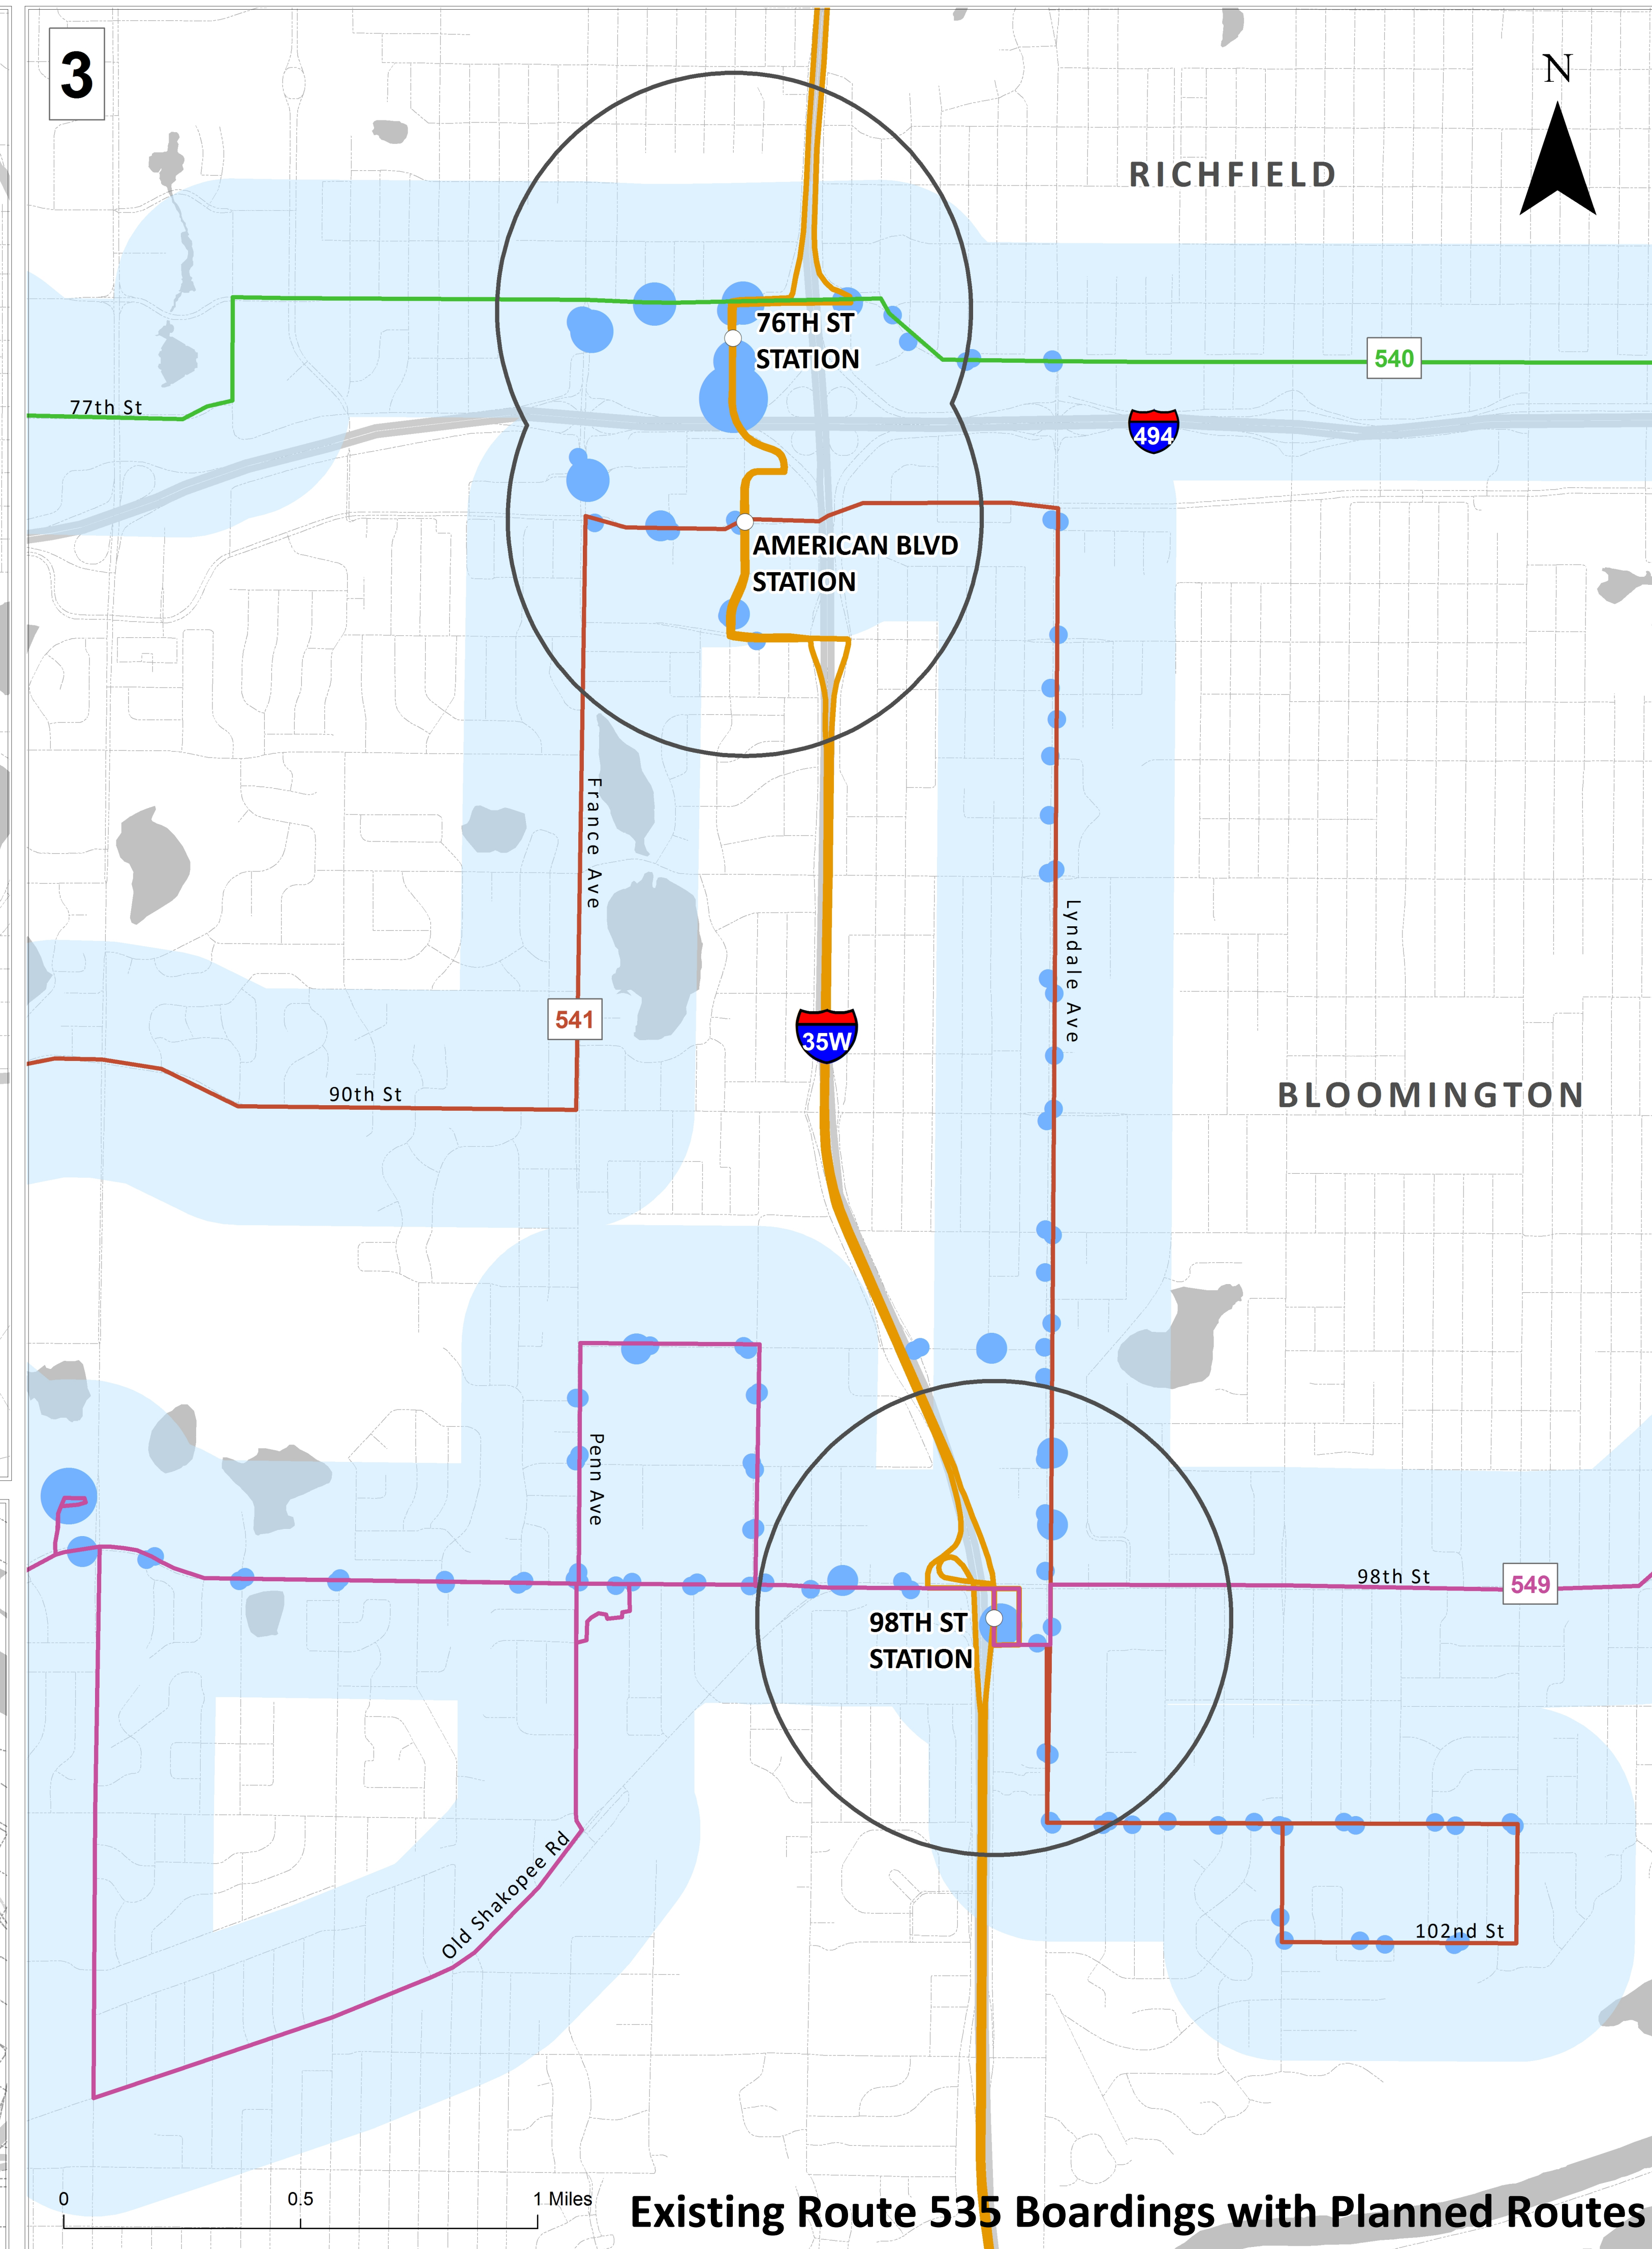 3
N
RICHFIELD
76TH ST
STATION
540
77th St
494
AMERICAN BLVD
STATION
France Ave
Lyndale Ave
541
35W
90th St
BLOOMINGTON
Penn Ave
98th St
549
98TH ST
STATION
Old Shakopee Rd
102nd St
0
0.5
1 Miles
Existing Route 535 Boardings with Planned Routes